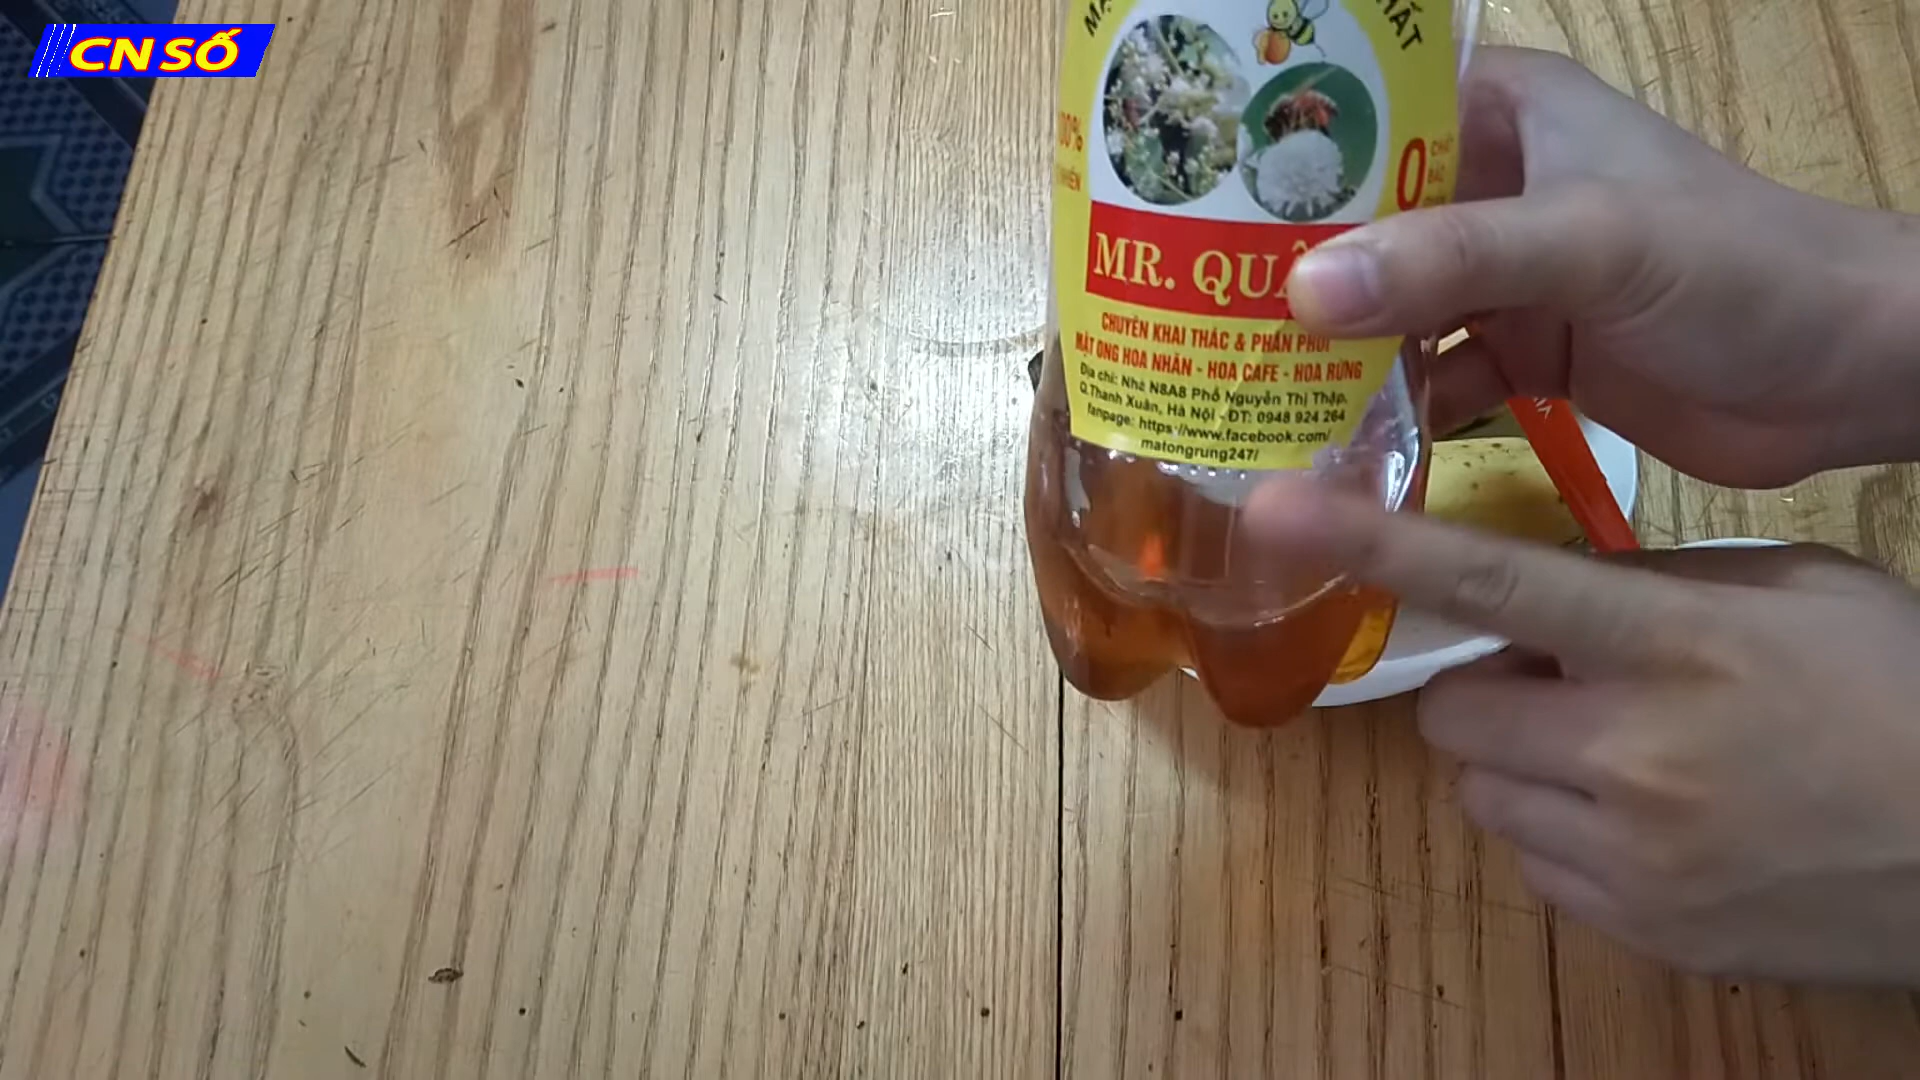 CN SỐ
100%
0
MR. QUÂ
CHUYÊN KHAI THÁC & PHÂN PHỐI
MẬT ONG HOA NHÃN - HOA CAFE - HOA RỪNG
Địa chỉ: Nhà N8A8 Phố Nguyễn Thị Thập,
Q.Thanh Xuân, Hà Nội - ĐT: 0948 924 264
fanpage: https://www.facebook.com/
matongrung247/